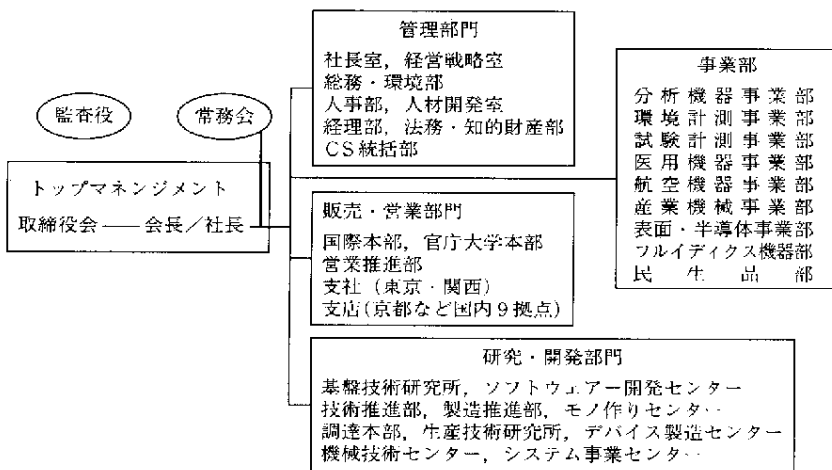 管理部門
社長室，経営戦略室
総務・環境部
人事部，人材開発室
経理部，法務・知的財産部
CS統括部
監査役
常務会
トップマネンジメント
取締役会 会長／社長
販売・営業部門
国際本部，官庁大学本部
営業推進部
支社（東京・関西）
支店（京都など国内９拠点）
事業部
分析機器事業部
環境計測事業部
試験計測事業部
医用機器事業部
航空機器事業部
産業機械事業部
表面・半導体事業部
フルイディクス機器部
民生品部
研究・開発部門
基盤技術研究所，ソフトウェアー開発センター
技術推進部，製造推進部，モノ作りセンター
調達本部，生産技術研究所，デバイス製造センター
機械技術センター，システム事業センター